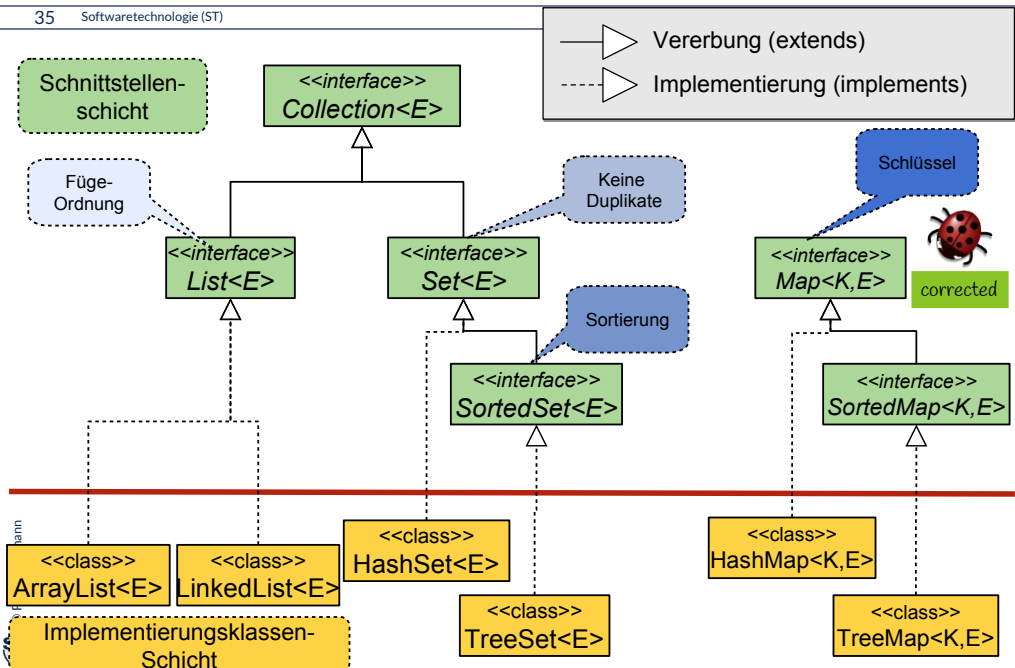 35 Softwaretechnologie (ST)
Vererbung (extends)
Implementierung (implements)
Schnittstellen-
schicht
<<interface>>
Collection<E>
Füge-
Ordnung
Keine
Duplikate
Schlüssel
<<interface>>
List<E>
<<interface>>
Set<E>
<<interface>>
Map<K,E>
corrected
Sortierung
<<interface>>
SortedSet<E>
<<interface>>
SortedMap<K,E>
<<class>>
ArrayList<E>
<<class>>
LinkedList<E>
<<class>>
HashSet<E>
<<class>>
HashMap<K,E>
<<class>>
TreeSet<E>
<<class>>
TreeMap<K,E>
Implementierungsklassen-
Schicht